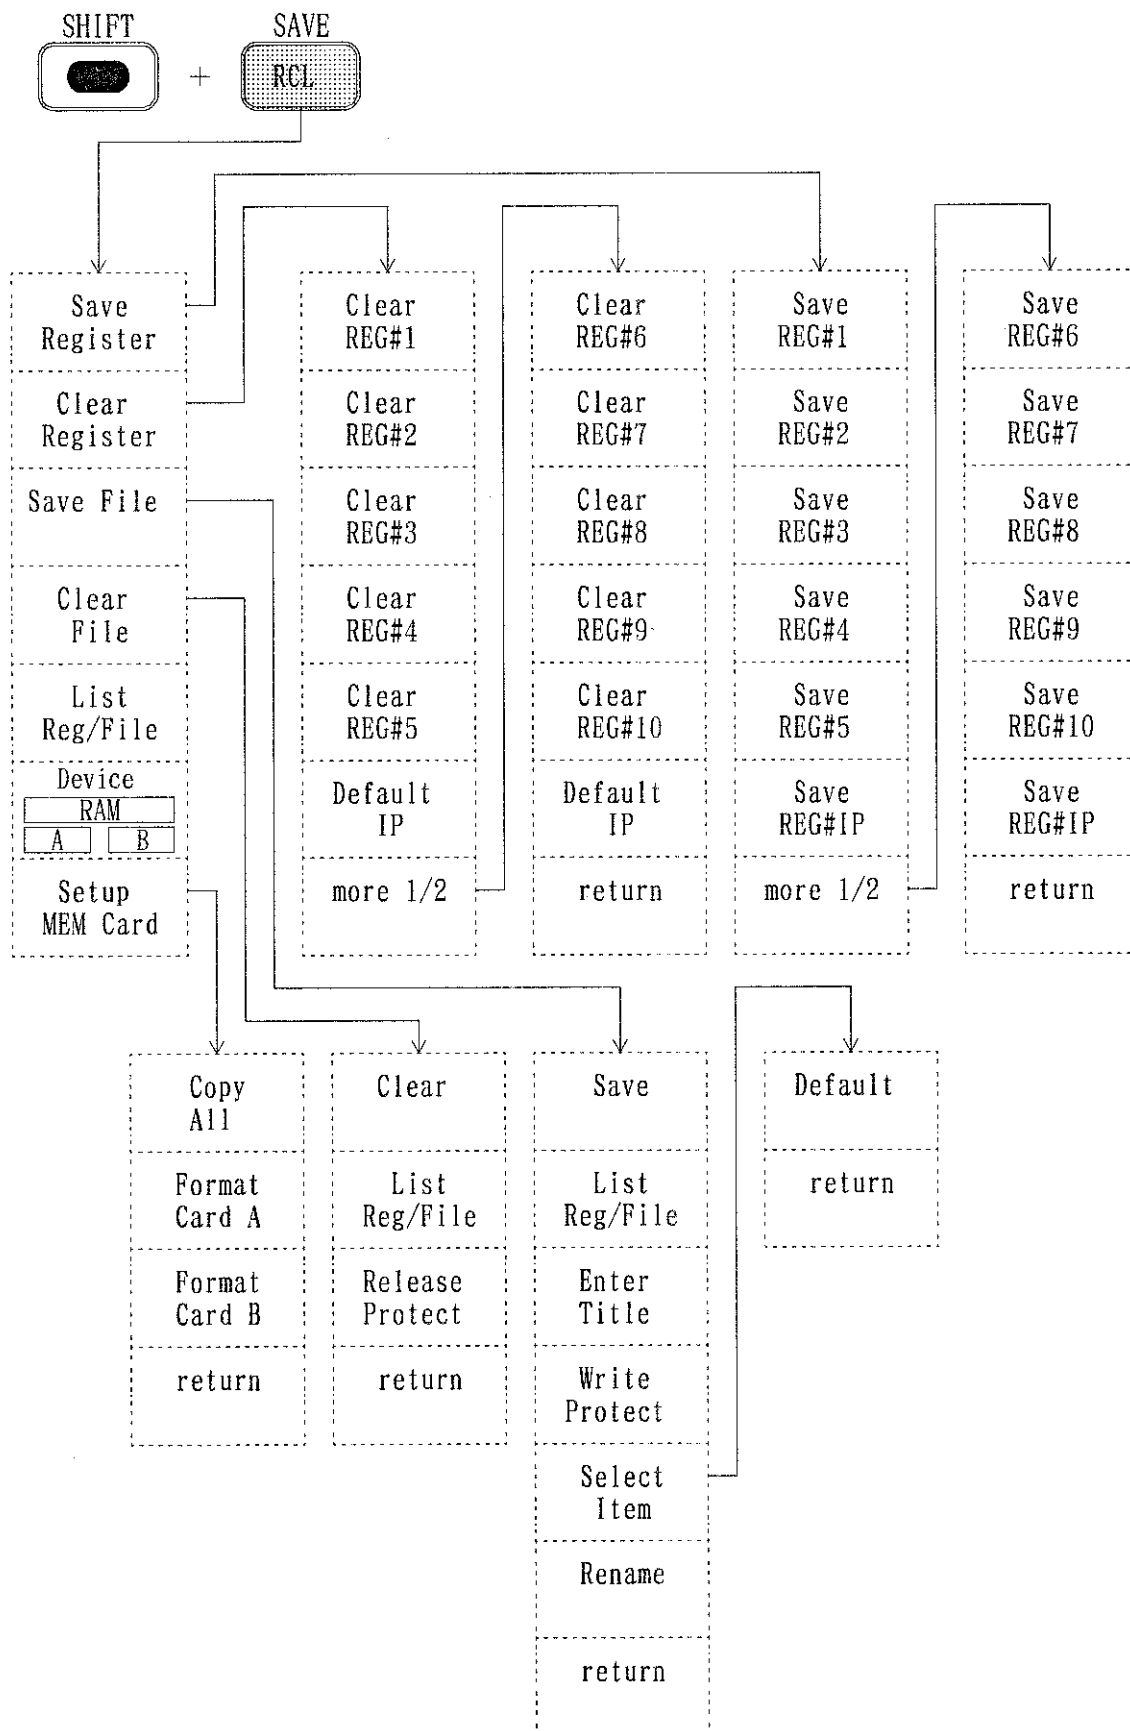 SHIFT
SAVE
+
RCL
Save
Register
Clear
Register
Save File
Clear
File
List
Reg/File
Device
RAM
A
B
Setup
MEM Card
Clear
REG#1
Clear
REG#2
Clear
REG#3
Clear
REG#4
Clear
REG#5
Default
IP
more 1/2
Clear
REG#6
Clear
REG#7
Clear
REG#8
Clear
REG#9
Clear
REG#10
Default
IP
return
Save
REG#1
Save
REG#2
Save
REG#3
Save
REG#4
Save
REG#5
Save
REG#IP
more 1/2
Save
REG#6
Save
REG#7
Save
REG#8
Save
REG#9
Save
REG#10
Save
REG#IP
return
Copy
All
Format
Card A
Format
Card B
return
Clear
List
Reg/File
Release
Protect
return
Save
List
Reg/File
Enter
Title
Write
Protect
Select
Item
Rename
return
Default
return